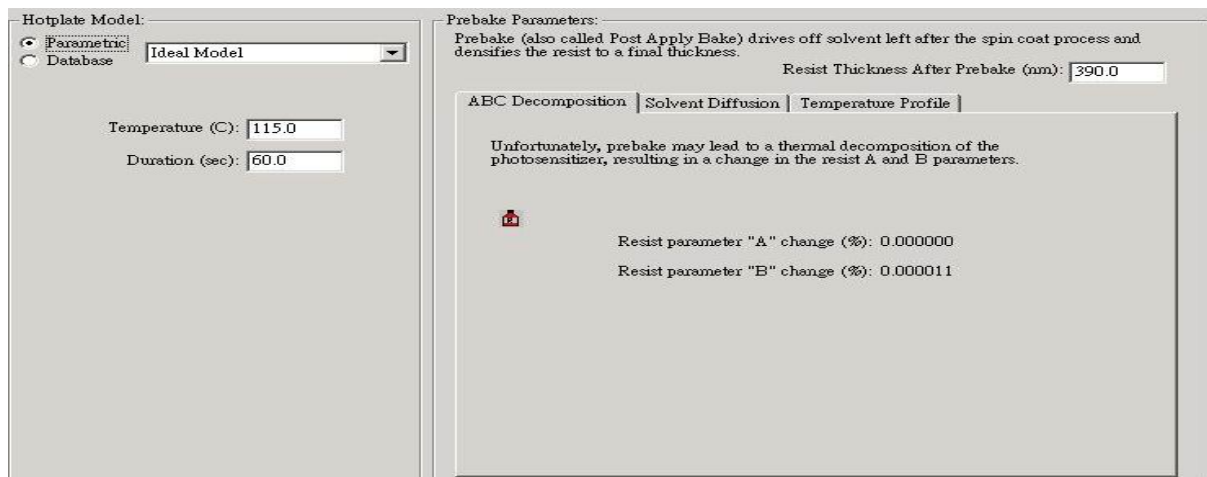 Hotplate Model:
Parametric
Database
Ideal Model
Temperature (C): 115.0
Duration (sec): 60.0
Prebake Parameters:
Prebake (also called Post Apply Bake) drives off solvent left after the spin coat process and
densifies the resist to a final thickness.
Resist Thickness After Prebake (nm): 390.0
ABC Decomposition Solvent Diffusion Temperature Profile
Unfortunately, prebake may lead to a thermal decomposition of the
photosensitizer, resulting in a change in the resist A and B parameters.
Resist parameter "A" change (%): 0.000000
Resist parameter "B" change (%): 0.000011